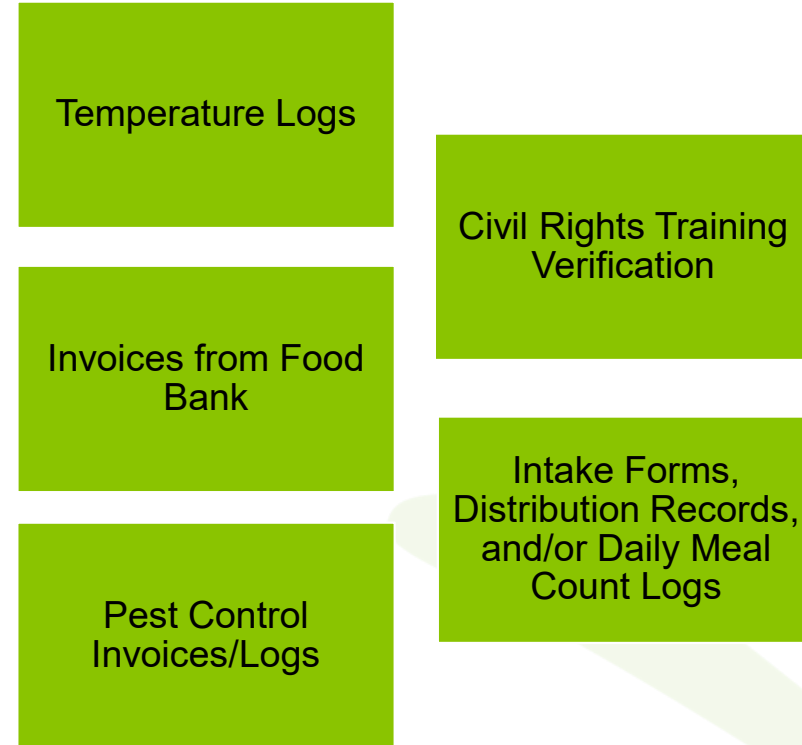 Temperature Logs
Invoices from Food
Bank
Pest Control
Invoices/Logs
Civil Rights Training
Verification
Intake Forms,
Distribution Records,
and/or Daily Meal
Count Logs